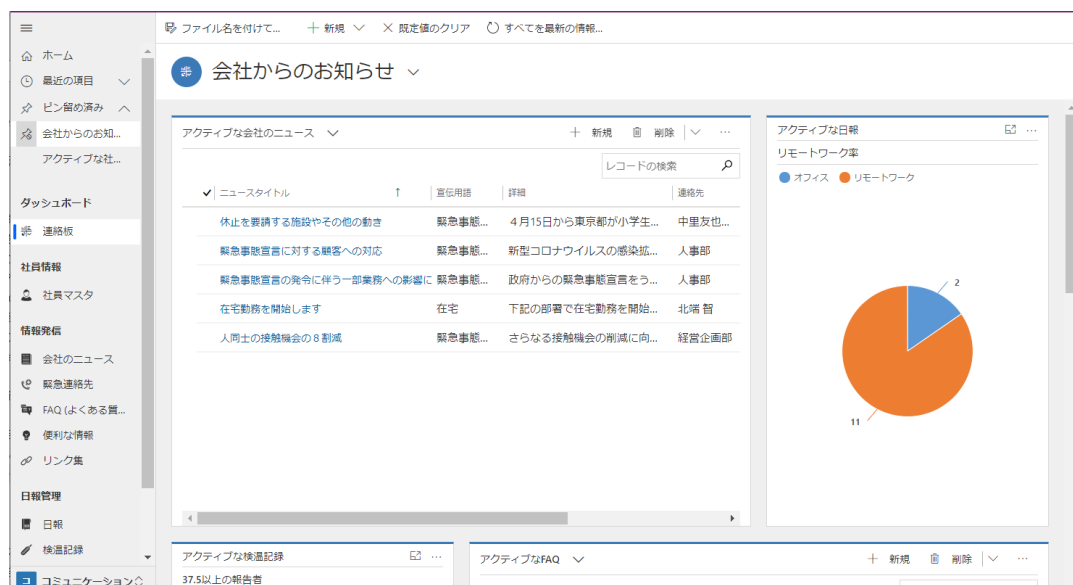 ファイル名を付けて...
新規
既定値のクリア
すべてを最新の情報...
ホーム
最近の項目
ピン留め済み
会社からのお知...
アクティブな社...
ダッシュボード
連絡板
社員情報
社員マスタ
情報発信
会社のニュース
緊急連絡先
FAQ (よくある質...
便利な情報
リンク集
日報管理
日報
検温記録
コ コミュニケーション
会社からのお知らせ
アクティブな会社のニュース
新規 削除 ...
レコードの検索
ニュースタイトル ↑ 宣伝用語 詳細 連絡先
休止を要請する施設やその他の動き 緊急事態... 4月15日から東京都が小学生... 中里友也...
緊急事態宣言に対する顧客への対応 緊急事態... 新型コロナウイルスの感染拡... 人事部
緊急事態宣言の発令に伴う一部業務への影響に 緊急事態... 政府からの緊急事態宣言をう... 人事部
在宅勤務を開始します 在宅 下記の部署で在宅勤務を開始... 北端 智
人同士の接触機会の8割減 緊急事態... さらなる接触機会の削減に向... 経営企画部
アクティブな日報 ...
リモートワーク率
オフィス リモートワーク
2
11
アクティブな検温記録 ...
37.5以上の報告者
アクティブなFAQ
新規 削除 ...